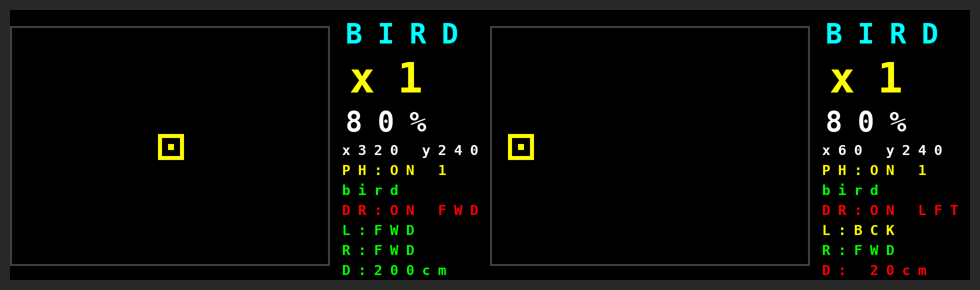 BIRD
x1
80%
x320 y240
PH:ON 1
bird
DR:ON FWD
L:FWD
R:FWD
D:200cm
BIRD
x1
80%
x60 y240
PH:ON 1
bird
DR:ON LFT
L:BCK
R:FWD
D: 20cm